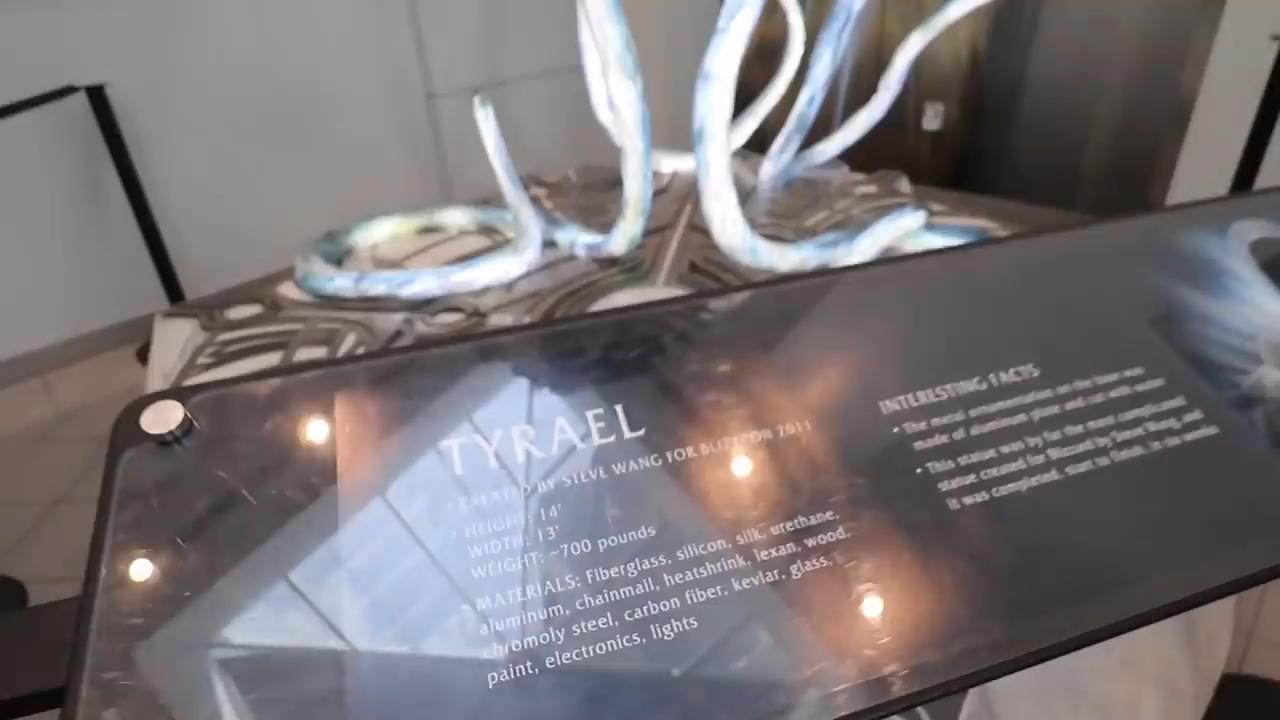 TYRAEL
• CREATED BY STEVE WANG FOR BLIZZCON 2011
• HEIGHT: 14'
WIDTH: 13'
WEIGHT: ~700 pounds
• MATERIALS: Fiberglass, silicon, silk, urethane,
aluminum, chainmail, heatshrink, lexan, wood,
chromoly steel, carbon fiber, kevlar, glass,
paint, electronics, lights
INTERESTING FACTS
• The metal ornamentation on the base was
made of aluminum plate and cut with water
• This statue was by far the most complicated
statue created for Blizzard by Steve Wang, and
it was completed, start to finish, in six weeks